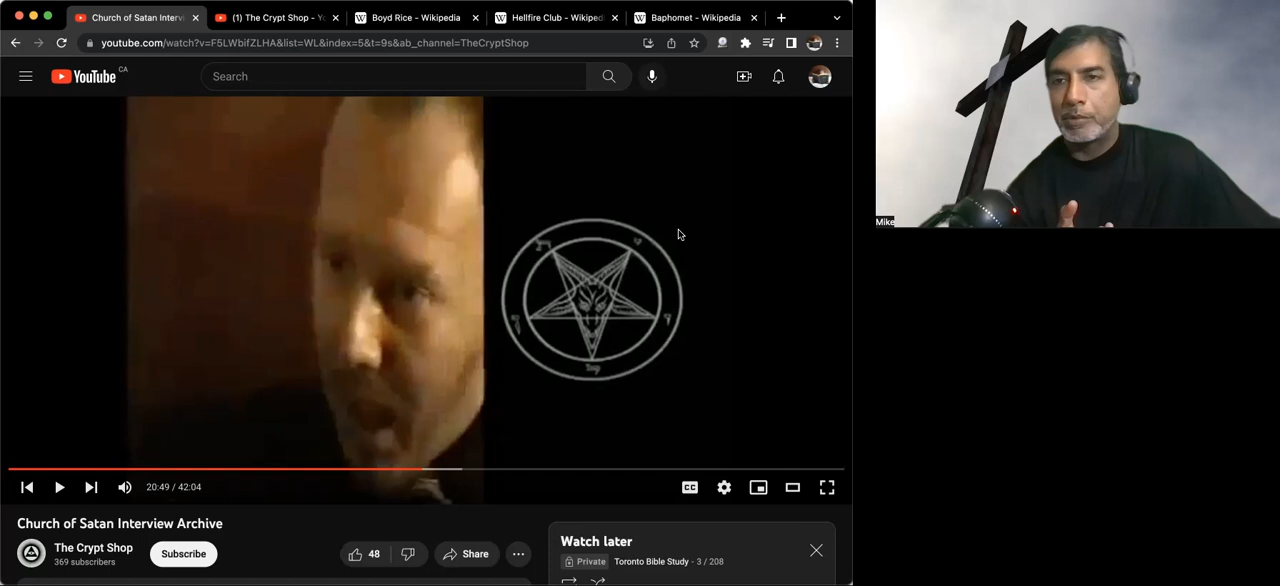 Church of Satan Intervi
(1) The Crypt Shop - Y
Boyd Rice - Wikipedia
Hellfire Club - Wikiped
Baphomet - Wikipedia
youtube.com/watch?v=F5LWbifZLHA&list=WL&index=5&t=9s&ab_channel=TheCryptShop
YouTube CA
Search
Mike
20:49 / 42:04
CC
Church of Satan Interview Archive
The Crypt Shop
369 subscribers
Subscribe
48
Share
Watch later
Private
Toronto Bible Study - 3 / 208